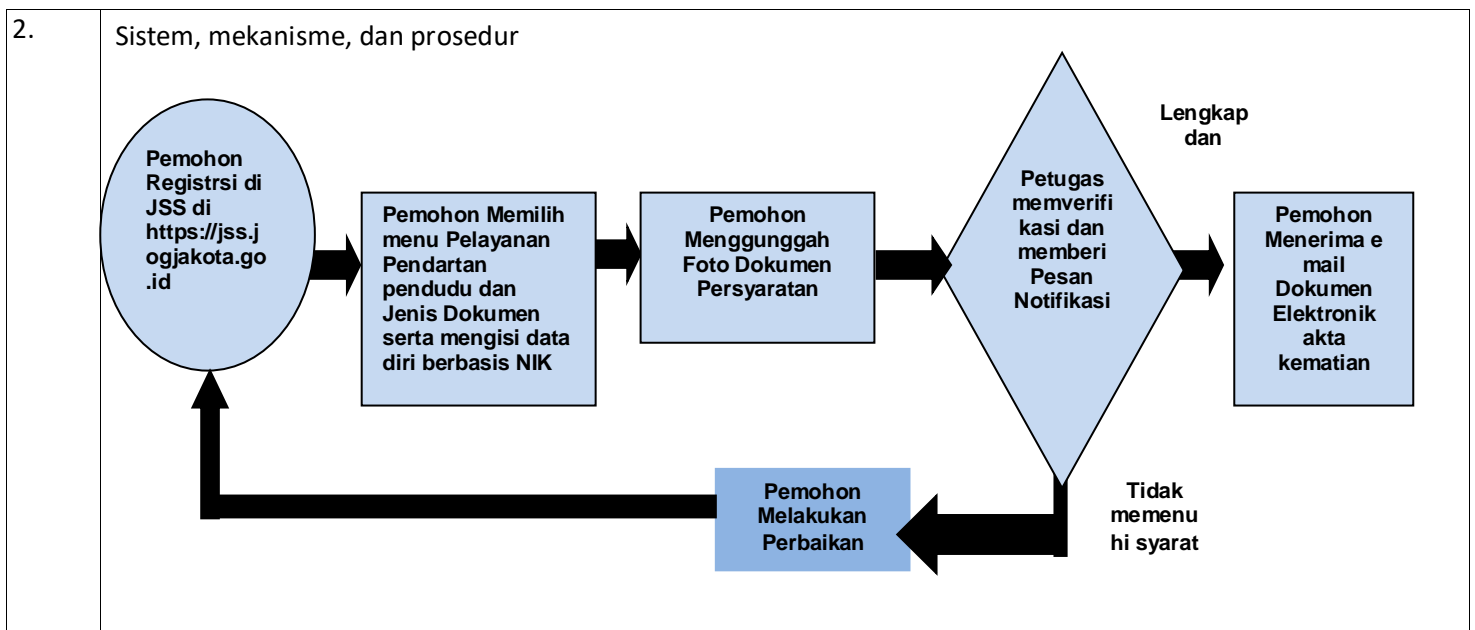 2.
Sistem, mekanisme, dan prosedur
Pemohon
Registrsi di
JSS di
https://jss.j
ogjakota.go
.id
Pemohon Memilih
menu Pelayanan
Pendartan
pendudu dan
Jenis Dokumen
serta mengisi data
diri berbasis NIK
Pemohon
Menggunggah
Foto Dokumen
Persyaratan
Petugas
memverifi
kasi dan
memberi
Pesan
Notifikasi
Lengkap
dan
Pemohon
Menerima e
mail
Dokumen
Elektronik
akta
kematian
Tidak
memenu
hi syarat
Pemohon
Melakukan
Perbaikan